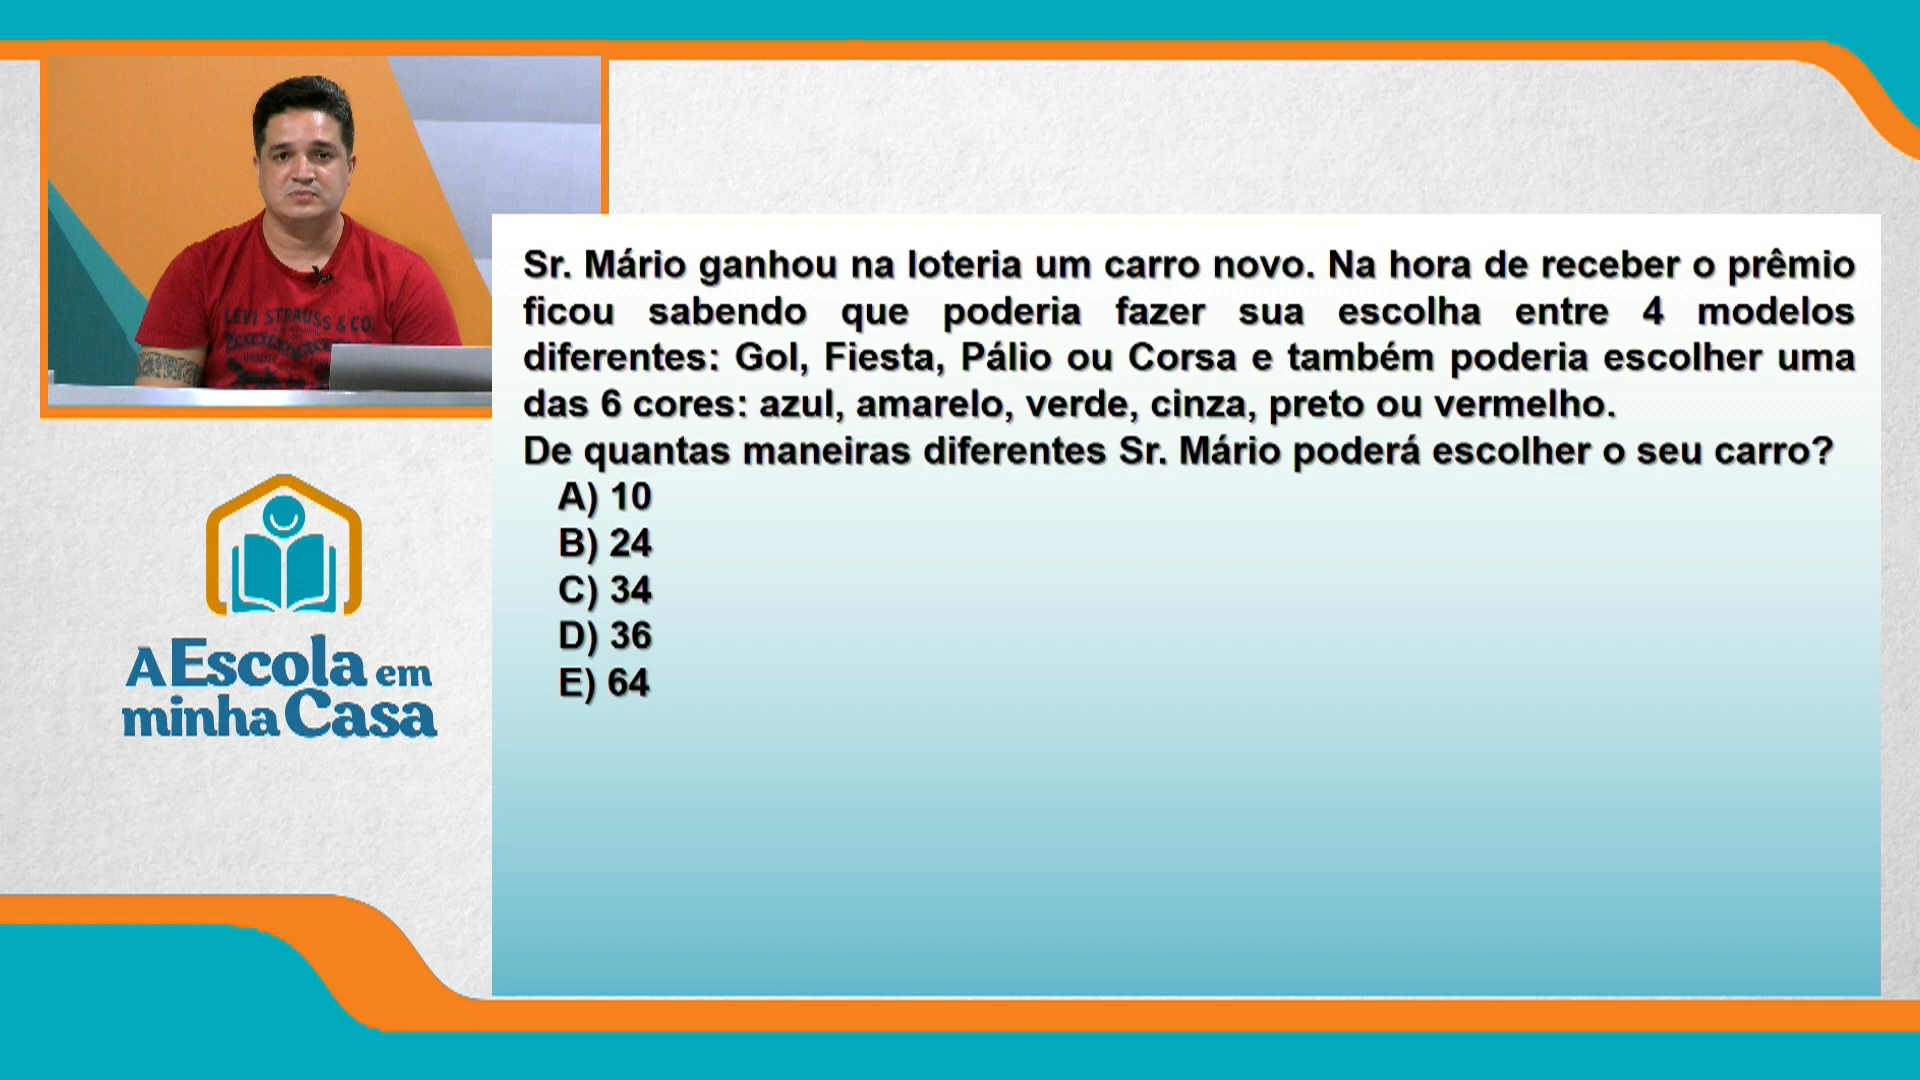 LEVI STRAUSS & CO.
Sr. Mário ganhou na loteria um carro novo. Na hora de receber o prêmio
ficou sabendo que poderia fazer sua escolha entre 4 modelos
diferentes: Gol, Fiesta, Pálio ou Corsa e também poderia escolher uma
das 6 cores: azul, amarelo, verde, cinza, preto ou vermelho.
De quantas maneiras diferentes Sr. Mário poderá escolher o seu carro?
A) 10
B) 24
C) 34
D) 36
E) 64
A Escola em
minha Casa